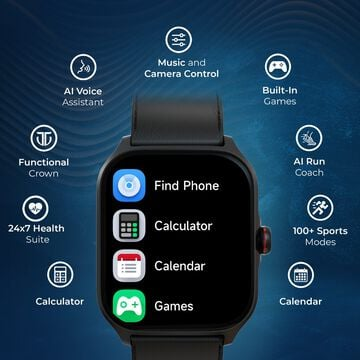 Music and
Camera Control
AI Voice
Assistant
Built-In
Games
Functional
Crown
AI Run
Coach
24x7 Health
Suite
100+ Sports
Modes
Calculator
Calendar
Find Phone
Calculator
Calendar
Games